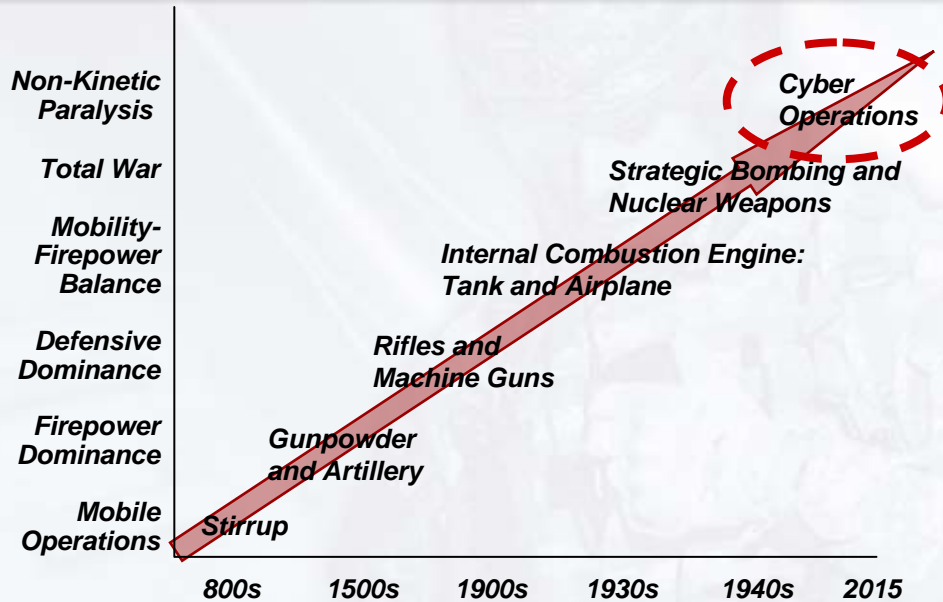 Non-Kinetic
Paralysis
Total War
Mobility-
Firepower
Balance
Defensive
Dominance
Firepower
Dominance
Mobile
Operations
Cyber
Operations
Strategic Bombing and
Nuclear Weapons
Internal Combustion Engine:
Tank and Airplane
Rifles and
Machine Guns
Gunpowder
and Artillery
Stirrup
800s 1500s 1900s 1930s 1940s 2015